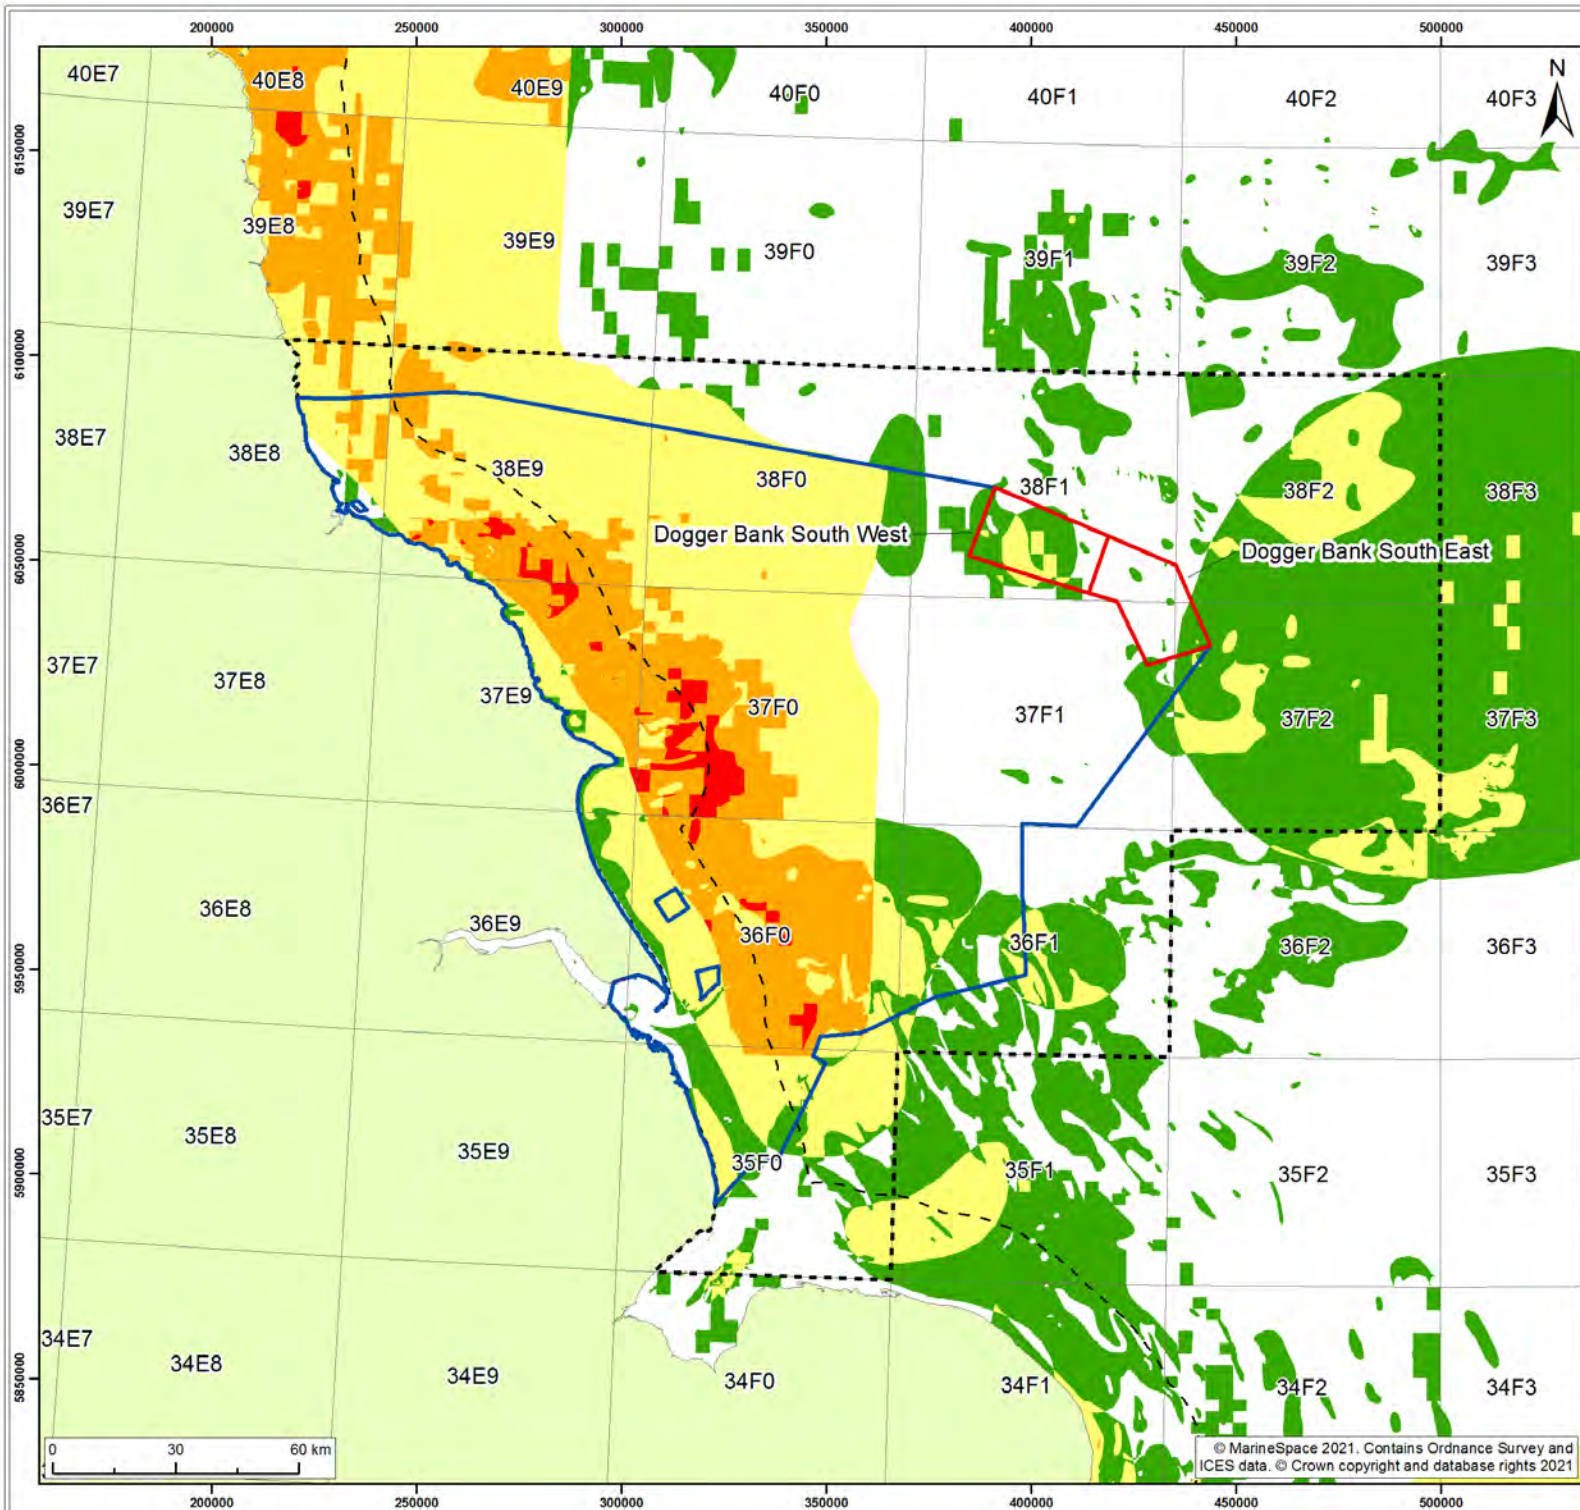 200000 250000 300000 350000 400000 450000 500000
N
40E7 40E8 40E9 40F0 40F1 40F2 40F3
6150000
39E7 39E8 39E9 39F0 39F1 39F2 39F3
6100000
38E7 38E8 38E9 38F0 38F1 38F2 38F3
Dogger Bank South West
Dogger Bank South East
6050000
37E7 37E8 37E9 37F0 37F1 37F2 37F3
6000000
36E7 36E8 36E9 36F0 36F1 36F2 36F3
5950000
35E7 35E8 35E9 35F0 35F1 35F2 35F3
5900000
34E7 34E8 34E9 34F0 34F1 34F2 34F3
5850000
0 30 60 km
© MarineSpace 2021. Contains Ordnance Survey and
ICES data. © Crown copyright and database rights 2021
200000 250000 300000 350000 400000 450000 500000